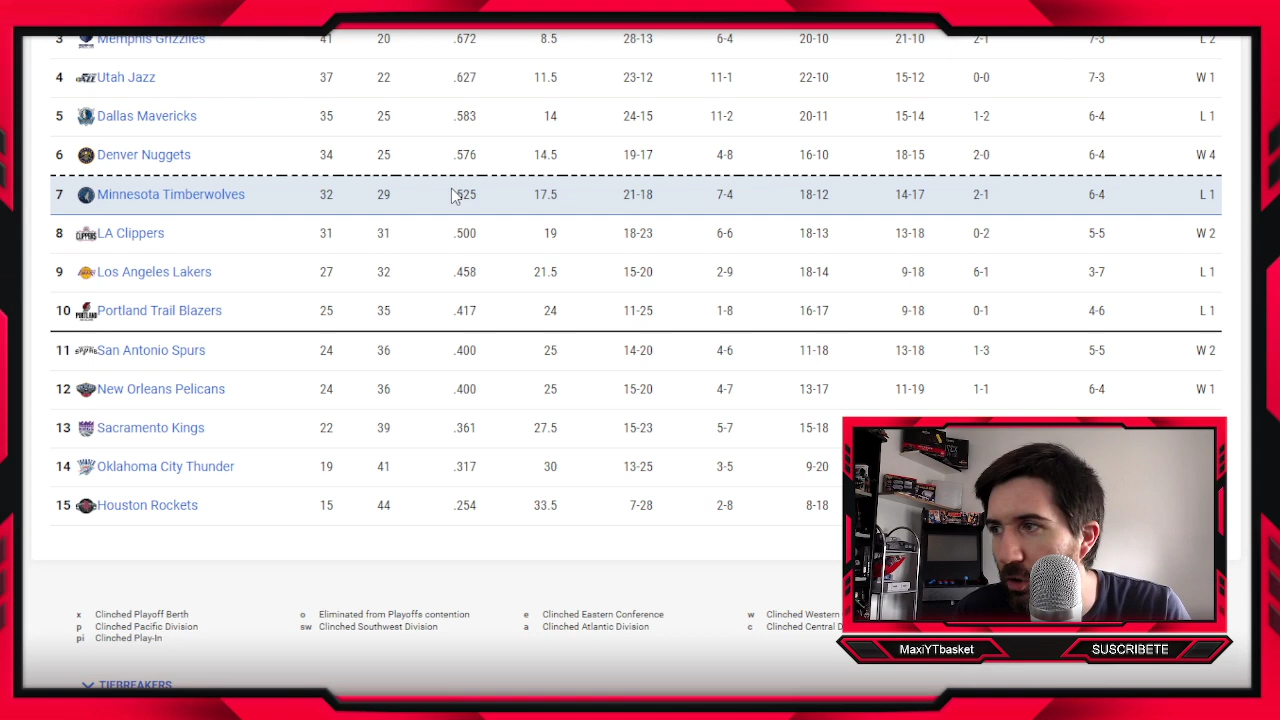 3 Memphis Grizzlies 41 20 .672 8.5 28-13 6-4 20-10 21-10 2-1 7-3 L 2
4 Utah Jazz 37 22 .627 11.5 23-12 11-1 22-10 15-12 0-0 7-3 W 1
5 Dallas Mavericks 35 25 .583 14 24-15 11-2 20-11 15-14 1-2 6-4 L 1
6 Denver Nuggets 34 25 .576 14.5 19-17 4-8 16-10 18-15 2-0 6-4 W 4
7 Minnesota Timberwolves 32 29 .525 17.5 21-18 7-4 18-12 14-17 2-1 6-4 L 1
8 LA Clippers 31 31 .500 19 18-23 6-6 18-13 13-18 0-2 5-5 W 2
9 Los Angeles Lakers 27 32 .458 21.5 15-20 2-9 18-14 9-18 6-1 3-7 L 1
10 Portland Trail Blazers 25 35 .417 24 11-25 1-8 16-17 9-18 0-1 4-6 L 1
11 San Antonio Spurs 24 36 .400 25 14-20 4-6 11-18 13-18 1-3 5-5 W 2
12 New Orleans Pelicans 24 36 .400 25 15-20 4-7 13-17 11-19 1-1 6-4 W 1
13 Sacramento Kings 22 39 .361 27.5 15-23 5-7 15-18
14 Oklahoma City Thunder 19 41 .317 30 13-25 3-5 9-20
15 Houston Rockets 15 44 .254 33.5 7-28 2-8 8-18
x Clinched Playoff Berth o Eliminated from Playoffs contention e Clinched Eastern Conference w Clinched Western
p Clinched Pacific Division sw Clinched Southwest Division a Clinched Atlantic Division c Clinched Central D
pi Clinched Play-In
MaxiYTbasket SUSCRIBETE
TIEBREAKERS